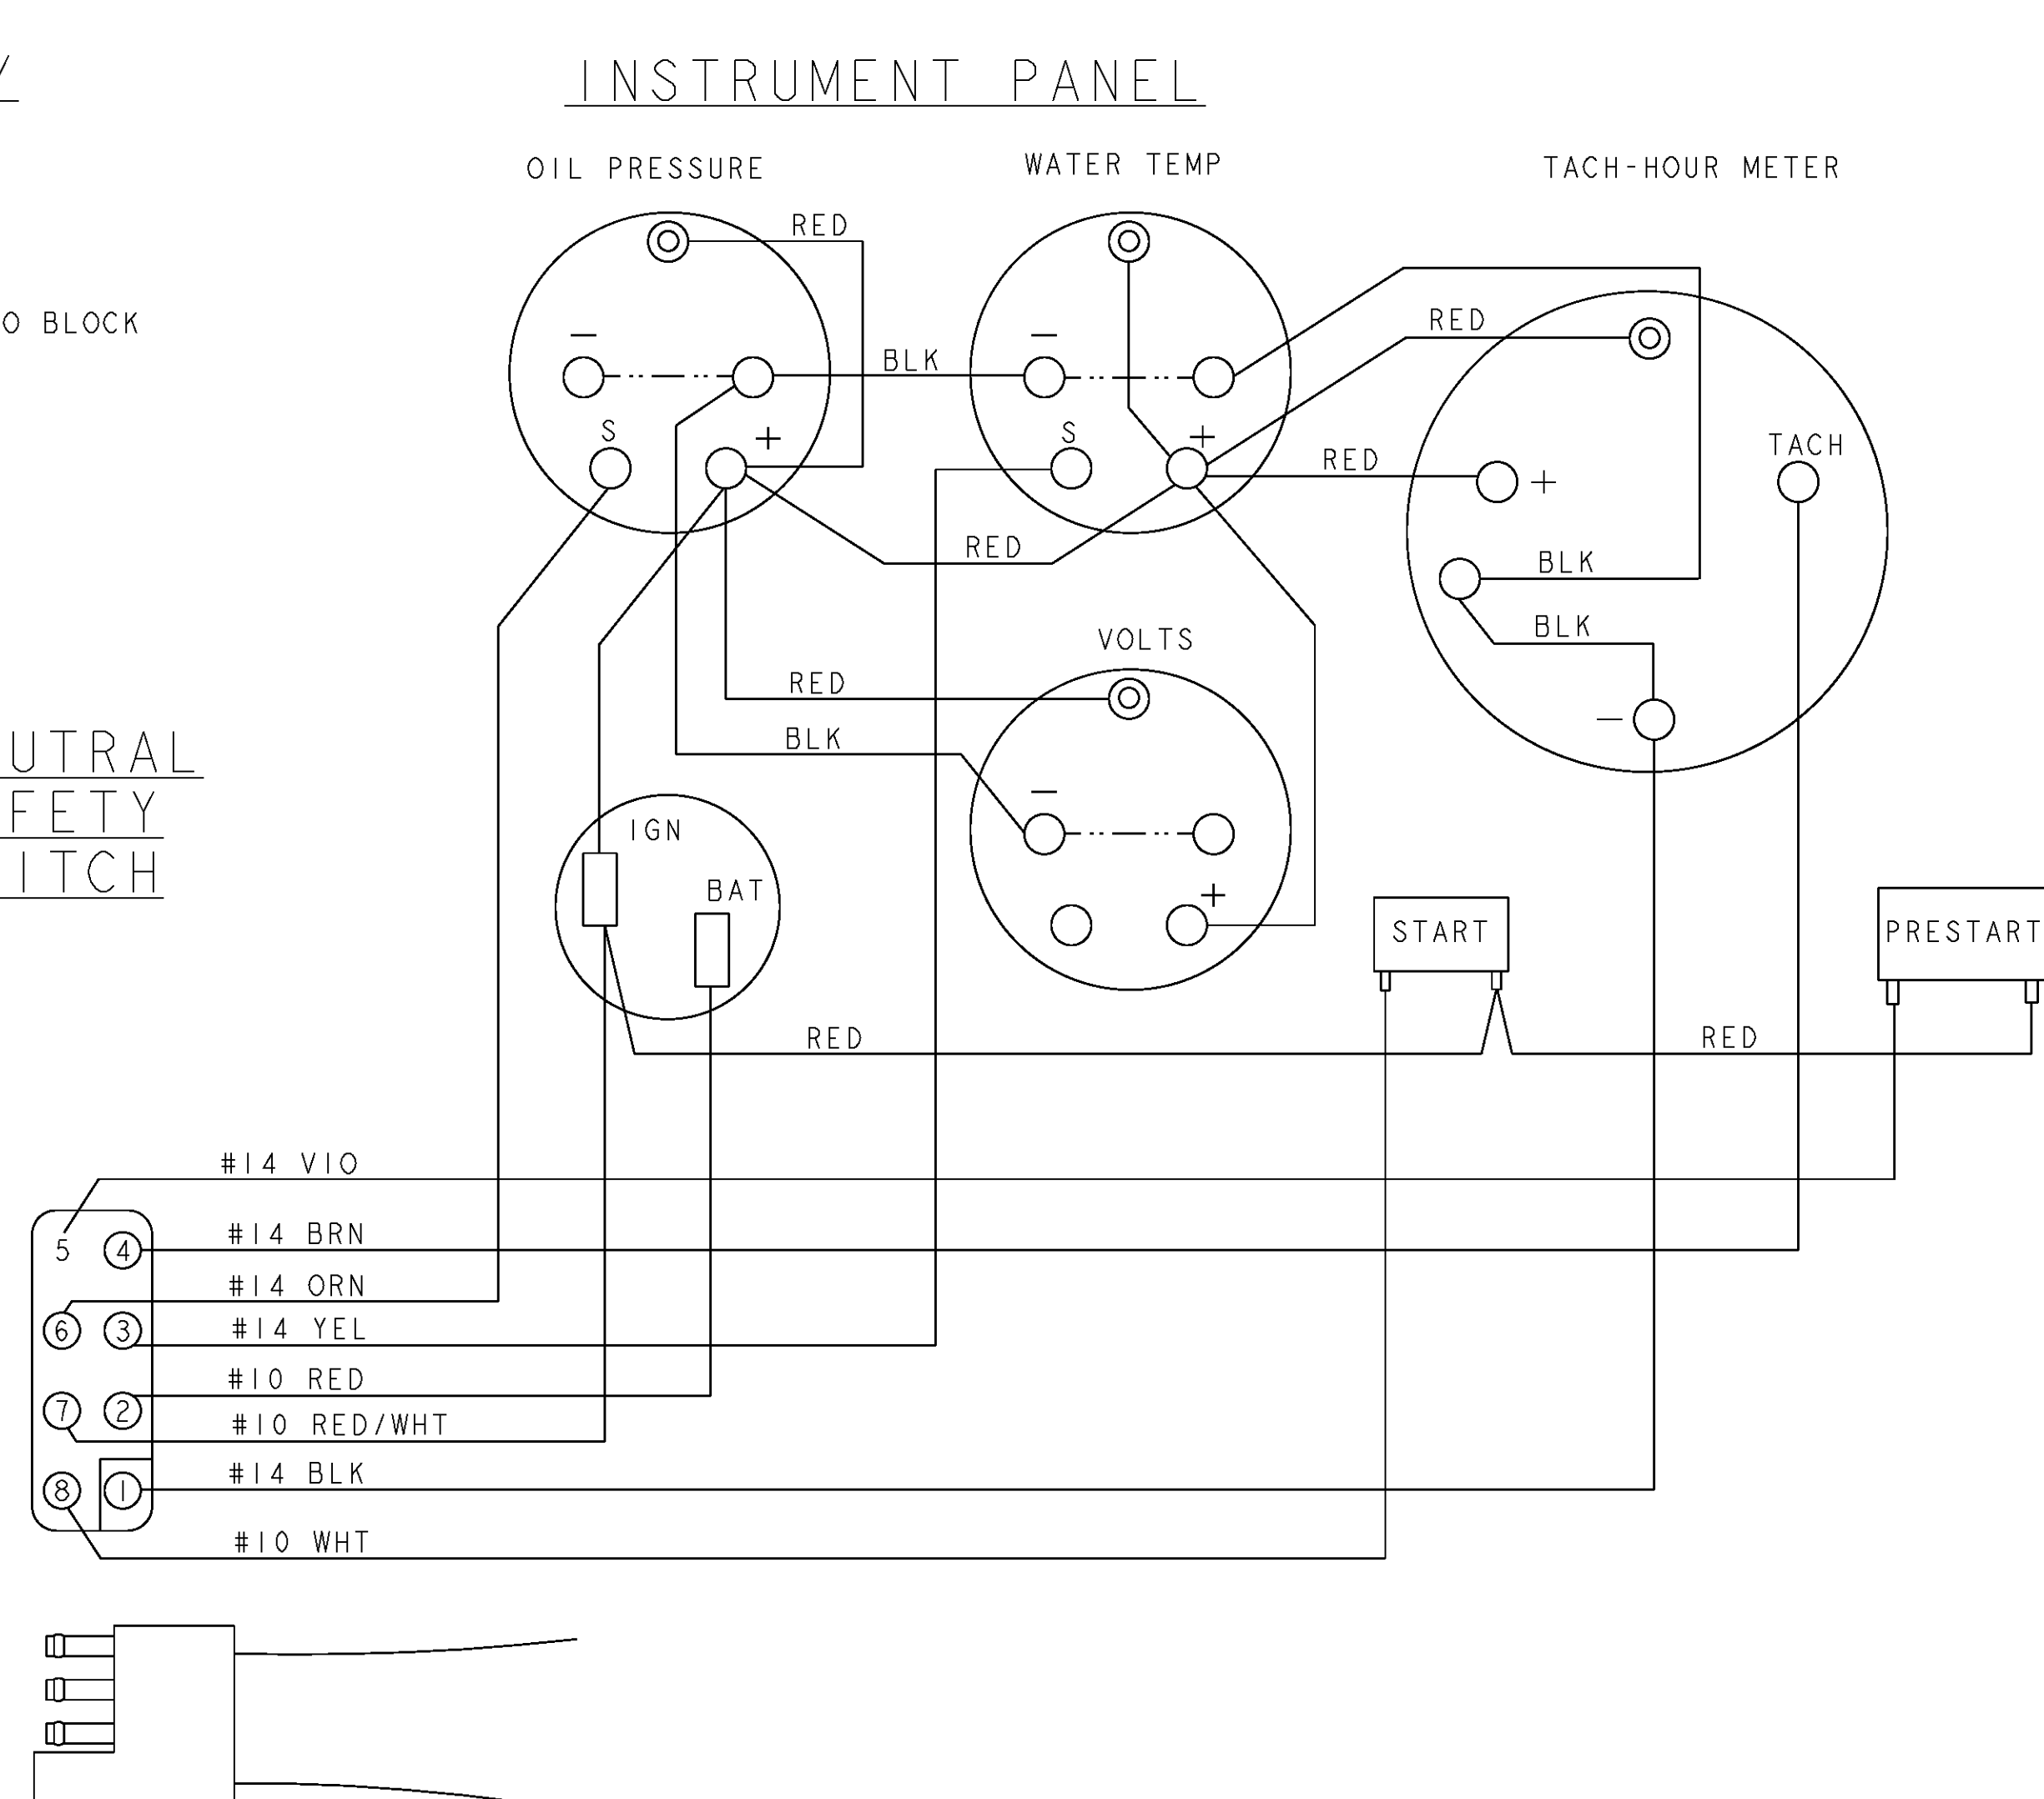 INSTRUMENT PANEL
OIL PRESSURE
WATER TEMP
TACH-HOUR METER
RED
O BLOCK
RED
−
BLK
−
S
+
S
+
RED
+
TACH
RED
BLK
BLK
VOLTS
RED
−
BLK
UTRAL
FETY
ITCH
−
IGN
BAT
+
START
PRESTART
RED
RED
#14 VIO
5
4
#14 BRN
#14 ORN
6
3
#14 YEL
#10 RED
7
2
#10 RED/WHT
#14 BLK
8
1
#10 WHT